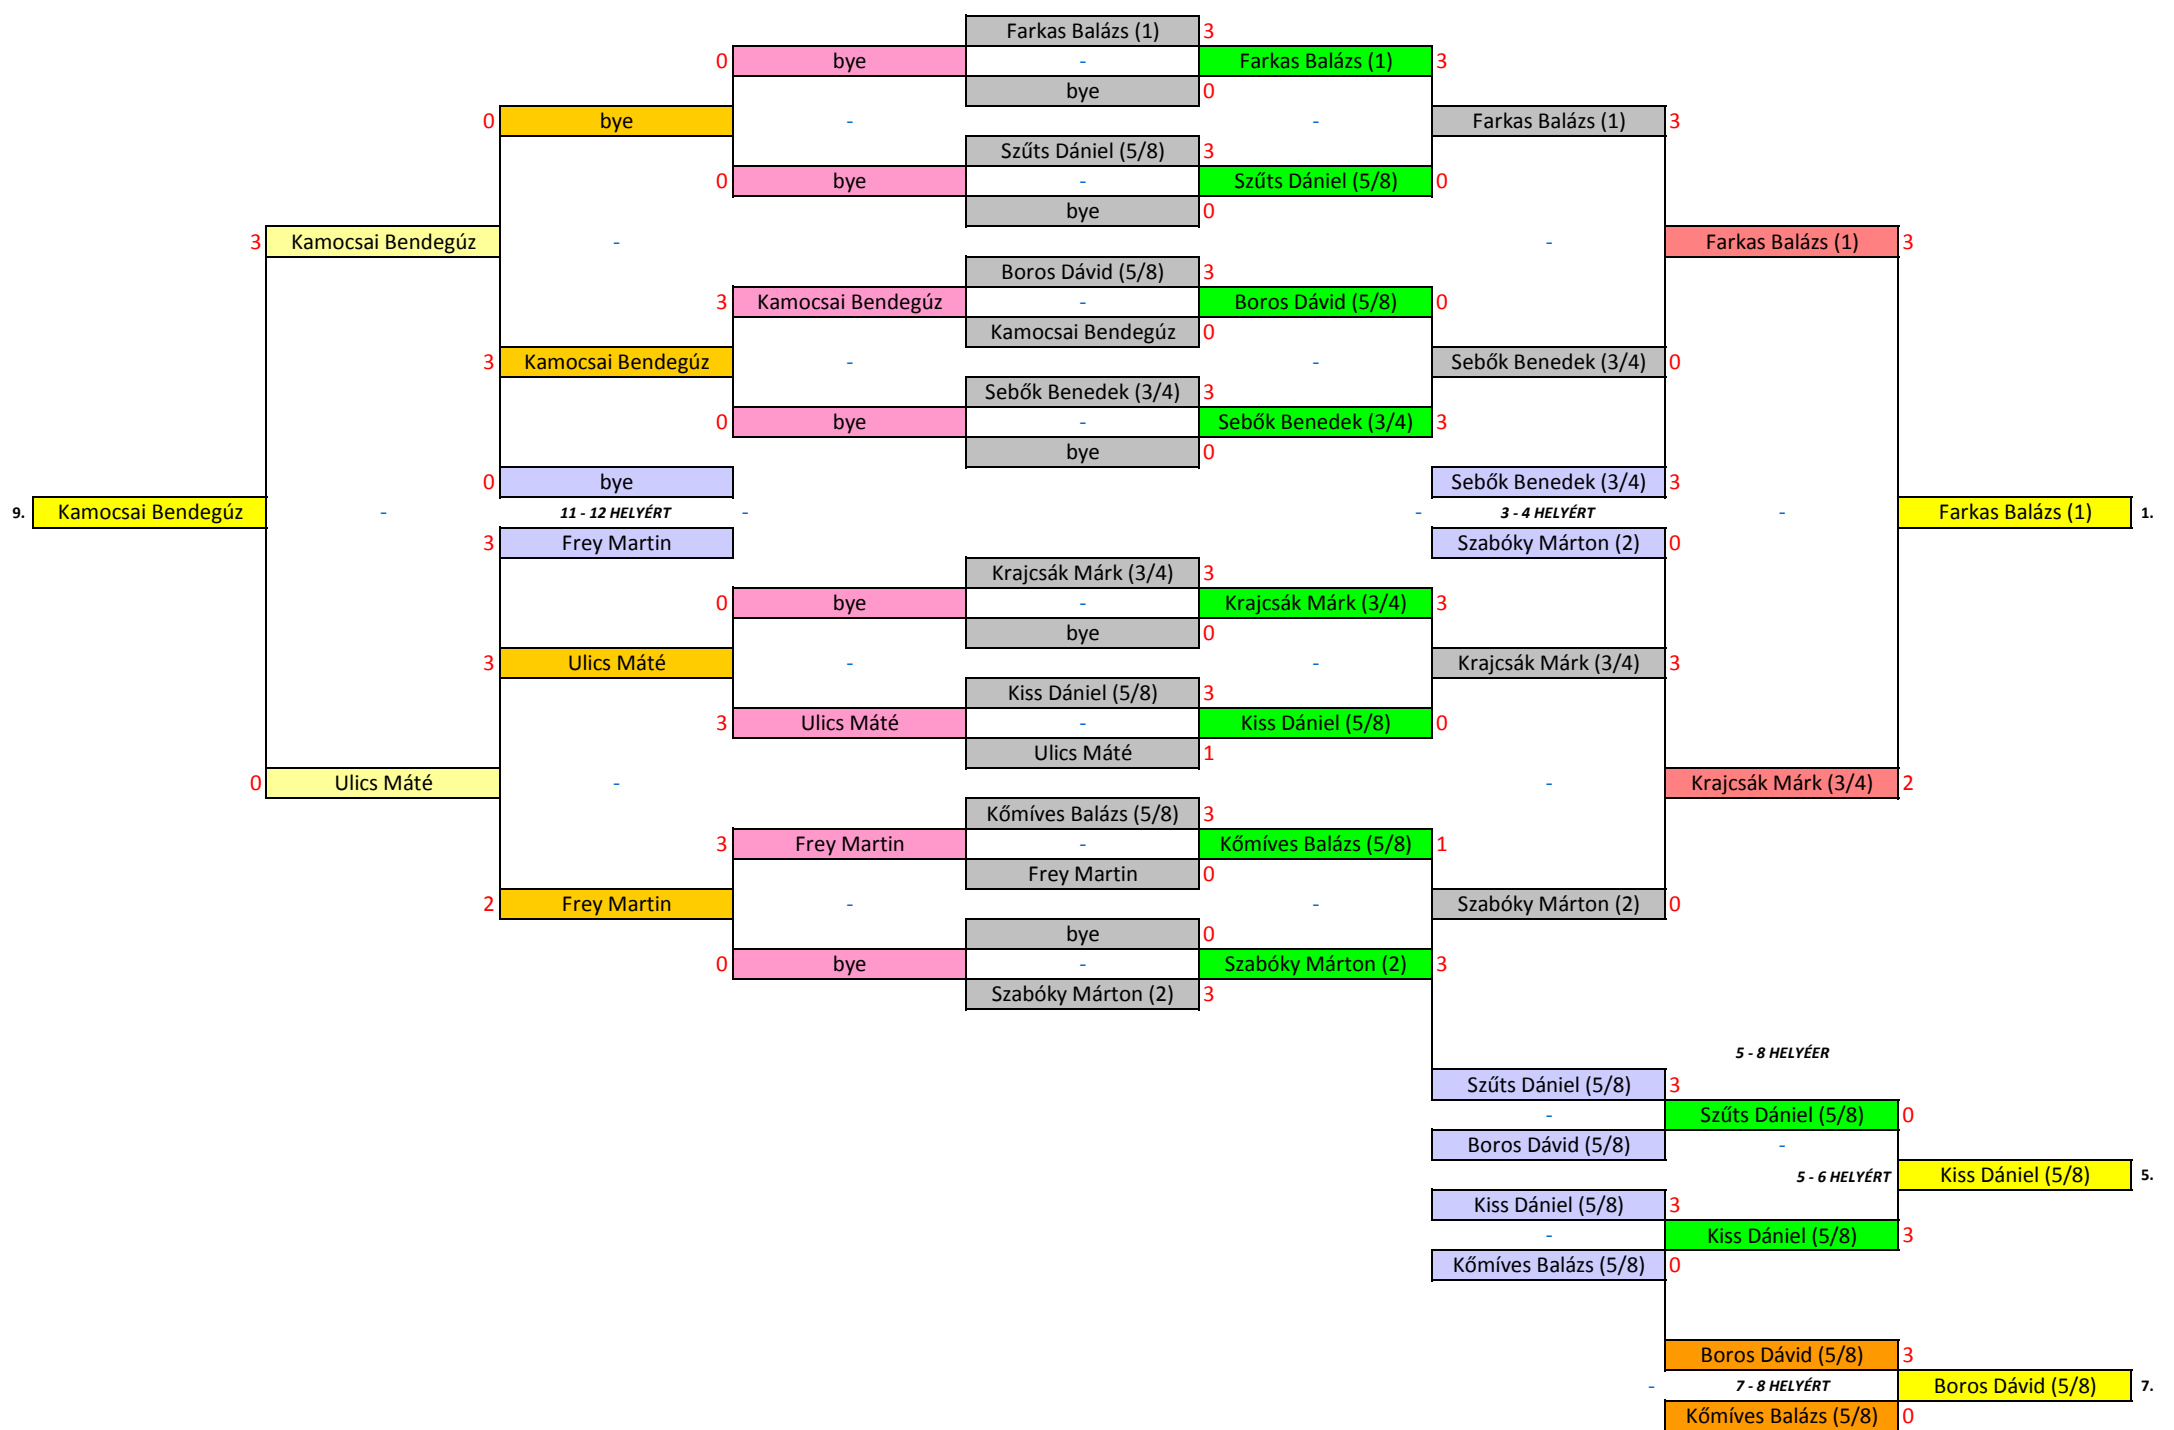 Farkas Balázs (1) 3
0 bye - Farkas Balázs (1) 3
bye 0
0 bye - - Farkas Balázs (1) 3
Szűts Dániel (5/8) 3
0 bye - Szűts Dániel (5/8) 0
bye 0
3 Kamocsai Bendegúz - - Farkas Balázs (1) 3
Boros Dávid (5/8) 3
3 Kamocsai Bendegúz - Boros Dávid (5/8) 0
Kamocsai Bendegúz 0
3 Kamocsai Bendegúz - - Sebők Benedek (3/4) 0
Sebők Benedek (3/4) 3
0 bye - Sebők Benedek (3/4) 3
bye 0
0 bye Sebők Benedek (3/4) 3
9. Kamocsai Bendegúz - 11 - 12 HELYÉRT - - 3 - 4 HELYÉRT - Farkas Balázs (1) 1.
3 Frey Martin Szabóky Márton (2) 0
Krajcsák Márk (3/4) 3
0 bye - Krajcsák Márk (3/4) 3
bye 0
3 Ulics Máté - - Krajcsák Márk (3/4) 3
Kiss Dániel (5/8) 3
3 Ulics Máté - Kiss Dániel (5/8) 0
Ulics Máté 1
0 Ulics Máté - - Krajcsák Márk (3/4) 2
Kőmíves Balázs (5/8) 3
3 Frey Martin - Kőmíves Balázs (5/8) 1
Frey Martin 0
2 Frey Martin - - Szabóky Márton (2) 0
bye 0
0 bye - Szabóky Márton (2) 3
Szabóky Márton (2) 3
5 - 8 HELYÉER
Szűts Dániel (5/8) 3
- Szűts Dániel (5/8) 0
Boros Dávid (5/8) -
5 - 6 HELYÉRT Kiss Dániel (5/8) 5.
Kiss Dániel (5/8) 3
- Kiss Dániel (5/8) 3
Kőmíves Balázs (5/8) 0
Boros Dávid (5/8) 3
- 7 - 8 HELYÉRT Boros Dávid (5/8) 7.
Kőmíves Balázs (5/8) 0